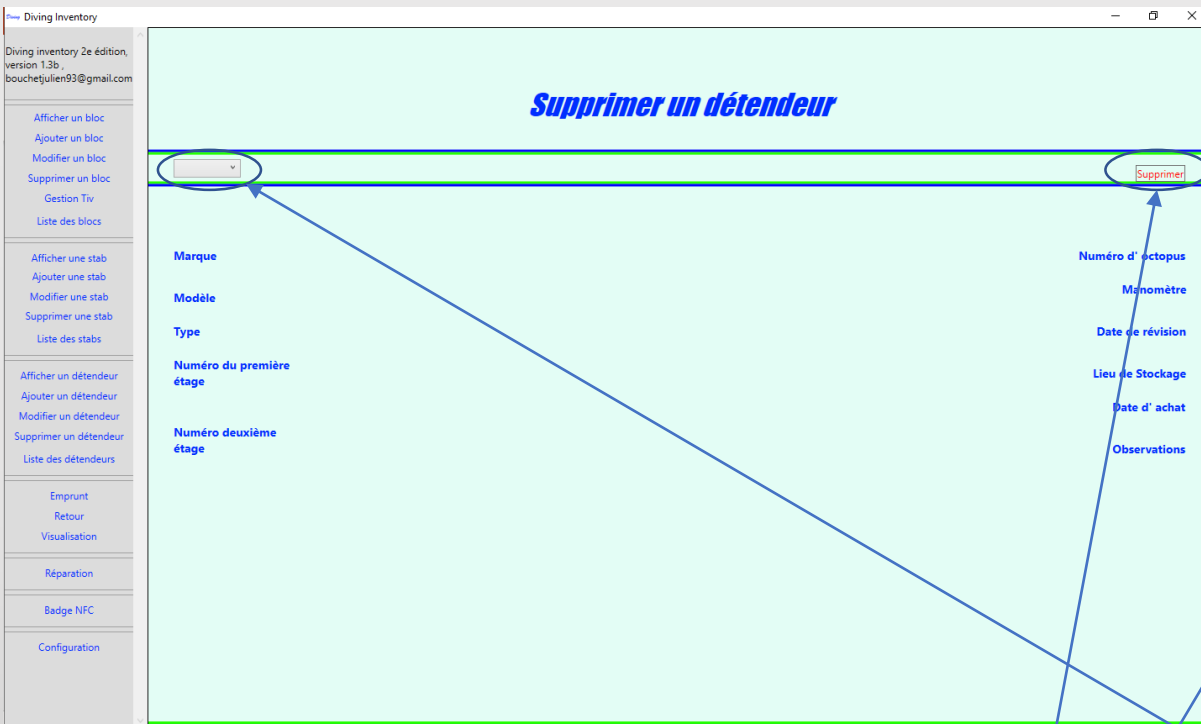 Diving Diving Inventory
Diving inventory 2e édition,
version 1.3b ,
bouchetjulien93@gmail.com
Afficher un bloc
Ajouter un bloc
Modifier un bloc
Supprimer un bloc
Gestion Tiv
Liste des blocs
Afficher une stab
Ajouter une stab
Modifier une stab
Supprimer une stab
Liste des stabs
Afficher un détendeur
Ajouter un détendeur
Modifier un détendeur
Supprimer un détendeur
Liste des détendeurs
Emprunt
Retour
Visualisation
Réparation
Badge NFC
Configuration
Supprimer un détendeur
Supprimer
Marque
Modèle
Type
Numéro du première
étage
Numéro deuxième
étage
Numéro d' octopus
Manomètre
Date de révision
Lieu de Stockage
Date d' achat
Observations